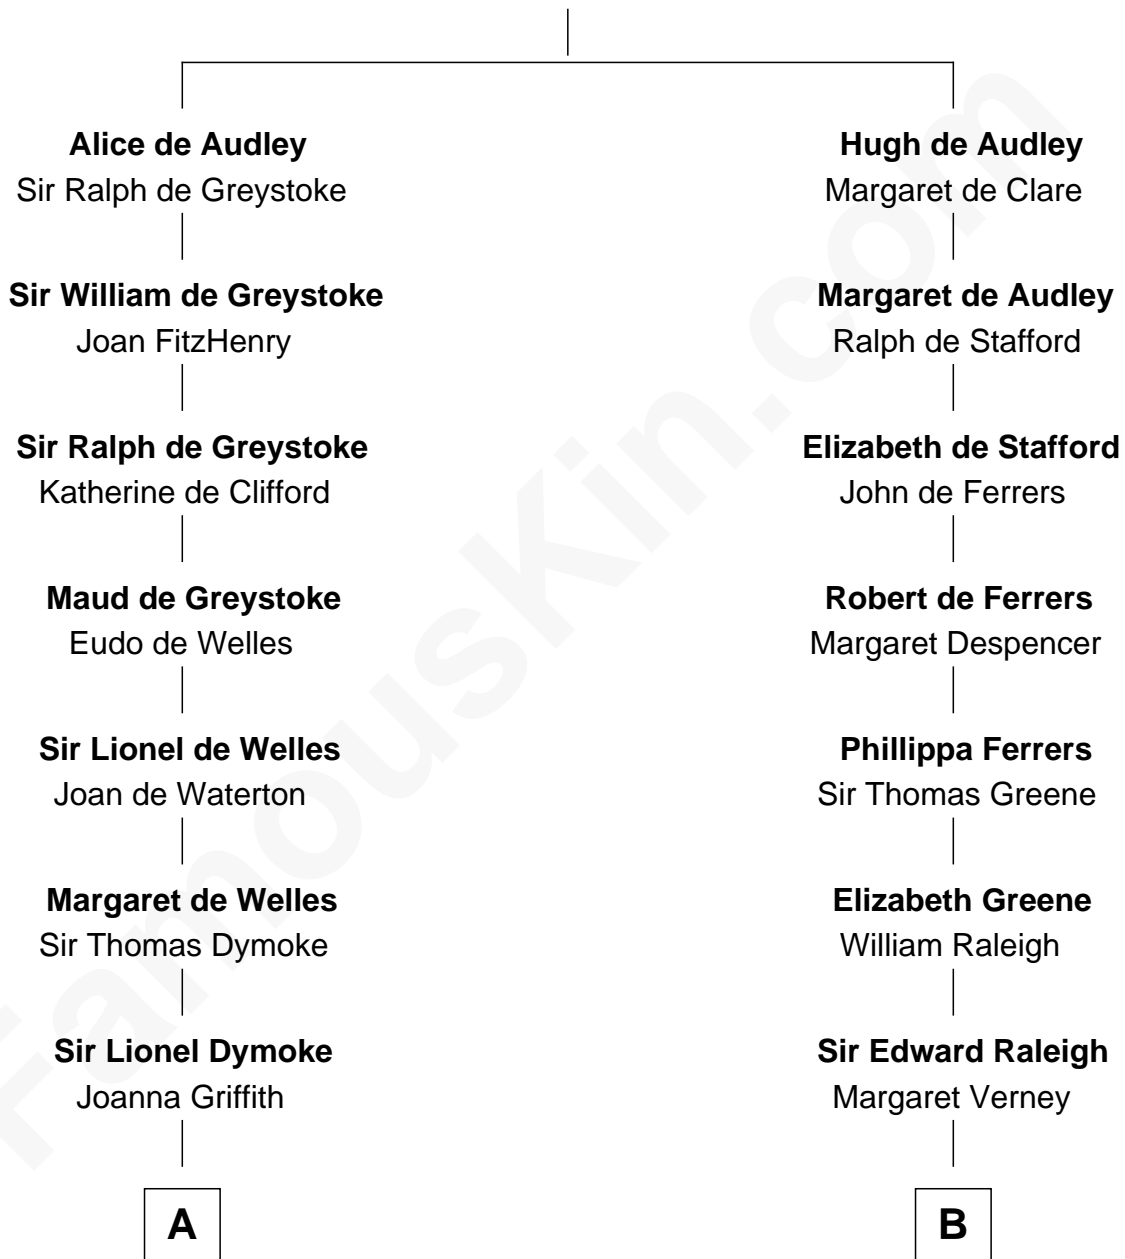 Alice de Audley
Sir Ralph de Greystoke
Hugh de Audley
Margaret de Clare
Sir William de Greystoke
Joan FitzHenry
Margaret de Audley
Ralph de Stafford
Sir Ralph de Greystoke
Katherine de Clifford
Elizabeth de Stafford
John de Ferrers
Maud de Greystoke
Eudo de Welles
Robert de Ferrers
Margaret Despencer
Sir Lionel de Welles
Joan de Waterton
Phillippa Ferrers
Sir Thomas Greene
Margaret de Welles
Sir Thomas Dymoke
Elizabeth Greene
William Raleigh
Sir Lionel Dymoke
Joanna Griffith
Sir Edward Raleigh
Margaret Verney
A
B
FamousKin.com